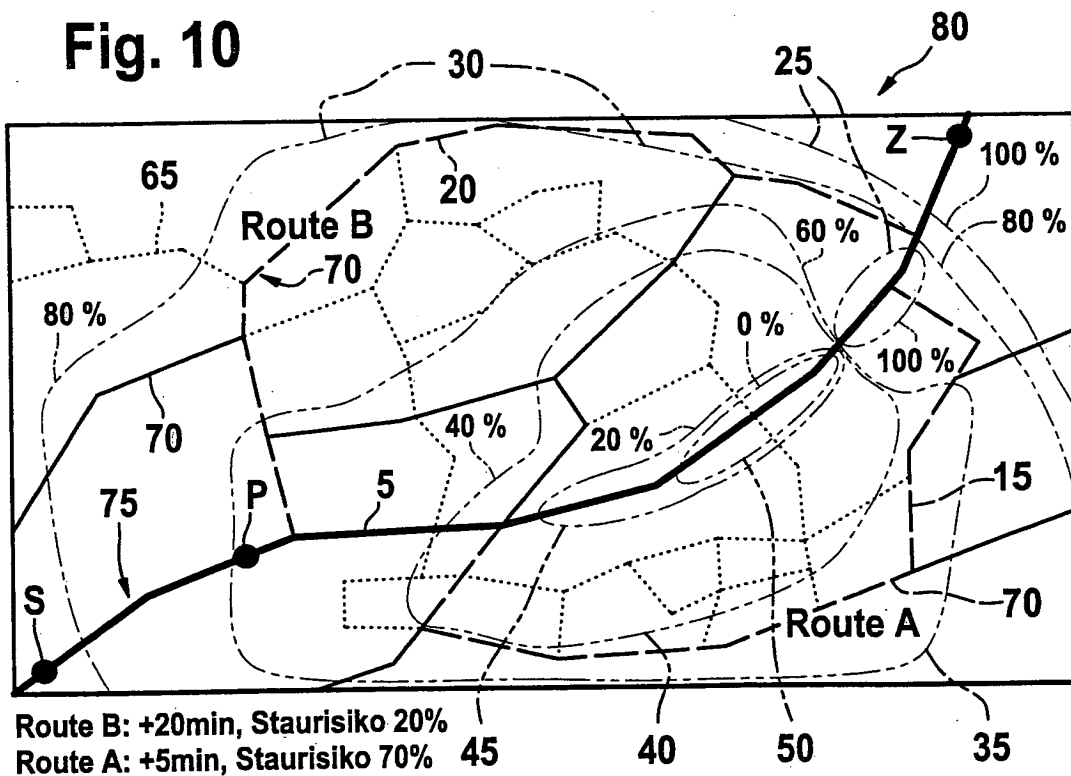 Fig. 10
80
30
25
Z
100 %
65
20
80 %
Route B
60 %
70
80 %
0 %
100 %
70
40 %
20 %
5
15
P
75
S
70
Route A
Route B: +20min, Staurisiko 20%
Route A: +5min, Staurisiko 70%
45
40
50
35